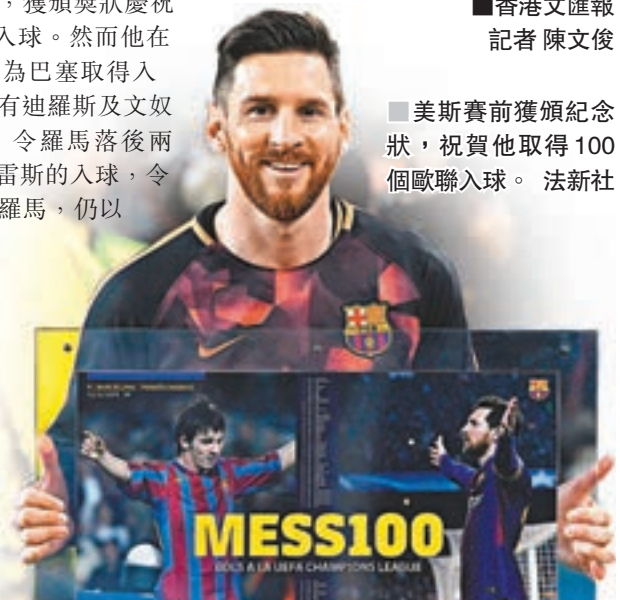 ，獲頒獎狀慶祝
入球。然而他在
為巴塞取得入
有迪羅斯及文奴
令羅馬落後兩
雷斯的入球，令
羅馬，仍以
■香港文匯報
記者 陳文俊
■美斯賽前獲頒紀念
狀，祝賀他取得100
個歐聯入球。 法新社
MESS100
GOLS A LA UEFA CHAMPIONS LEAGUE